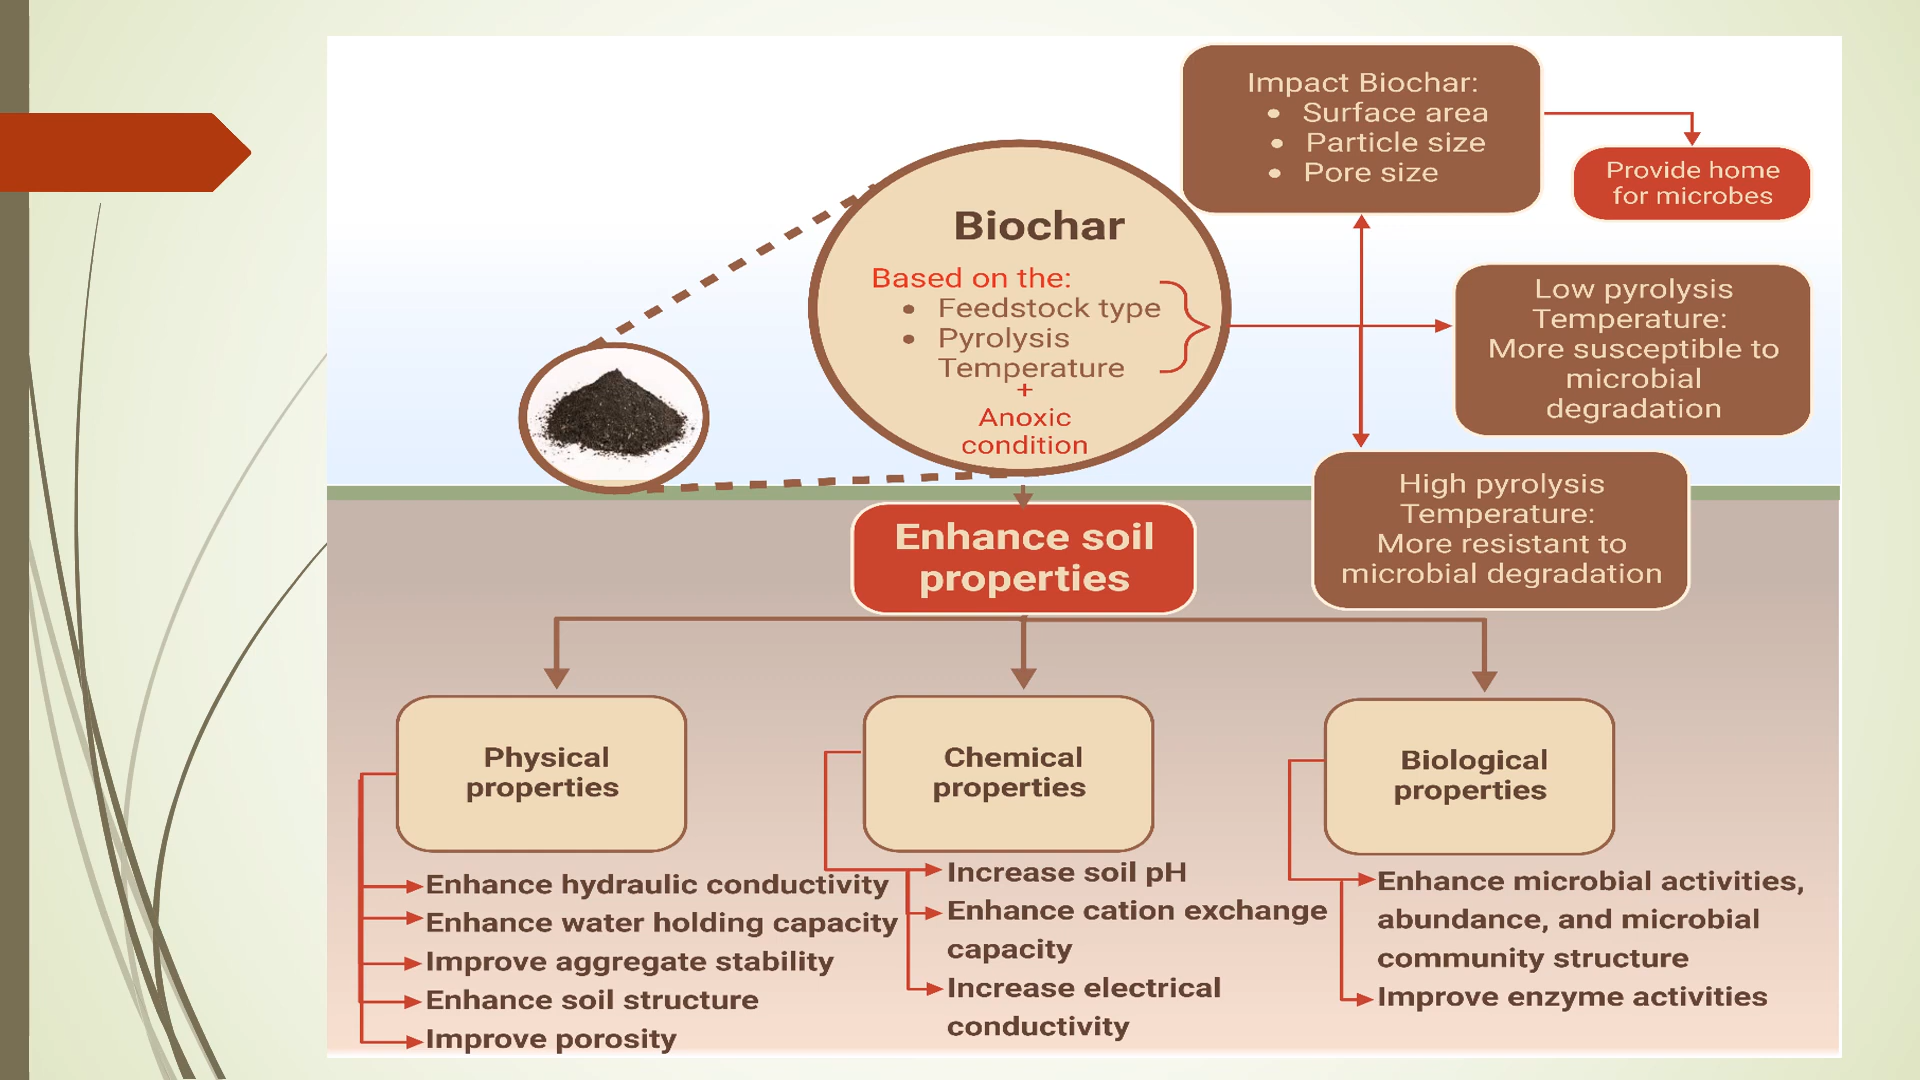 Impact Biochar:
• Surface area
• Particle size
• Pore size
Provide home
for microbes
Biochar
Based on the:
• Feedstock type
• Pyrolysis
Temperature
+
Anoxic
condition
Low pyrolysis
Temperature:
More susceptible to
microbial
degradation
High pyrolysis
Temperature:
More resistant to
microbial degradation
Enhance soil
properties
Physical
properties
Enhance hydraulic conductivity
Enhance water holding capacity
Improve aggregate stability
Enhance soil structure
Improve porosity
Chemical
properties
Increase soil pH
Enhance cation exchange
capacity
Increase electrical
conductivity
Biological
properties
Enhance microbial activities,
abundance, and microbial
community structure
Improve enzyme activities